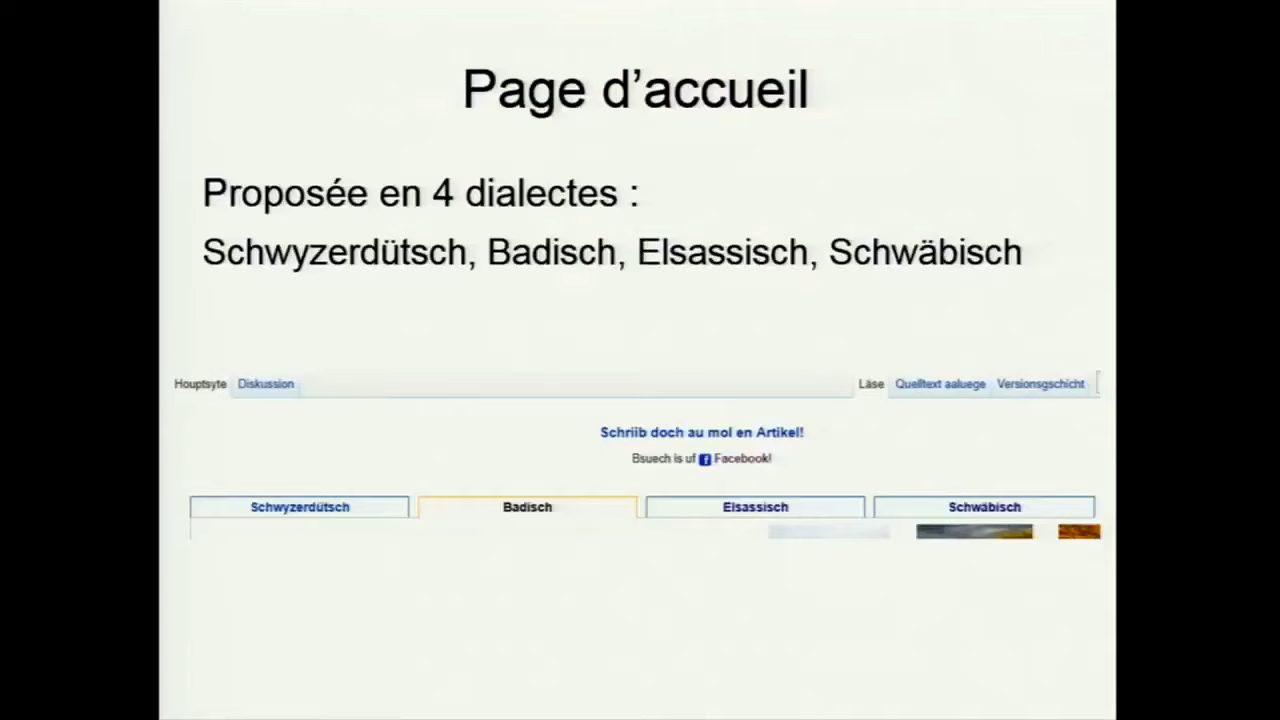 Page d’accueil
Proposée en 4 dialectes :
Schwyzerdütsch, Badisch, Elsassisch, Schwäbisch
Houptsyte Diskussion Läse Quelltext aaluege Versionsgschicht
Schriib doch au mol en Artikel!
Bsuech is uf Facebook!
Schwyzerdütsch Badisch Elsassisch Schwäbisch